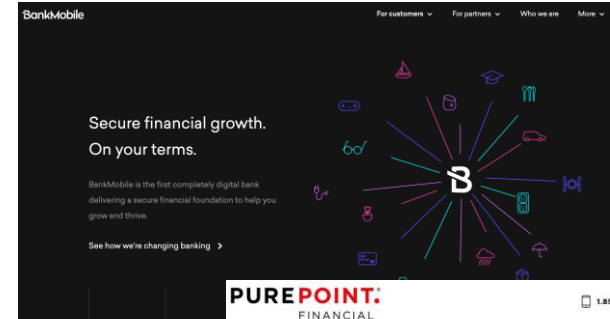 BankMobile
For customers For partners Who we are More
Secure financial growth.
On your terms.
BankMobile is the first completely digital bank
delivering a secure financial foundation to help you
grow and thrive.
See how we're changing banking
B
PUREPOINT.
FINANCIAL